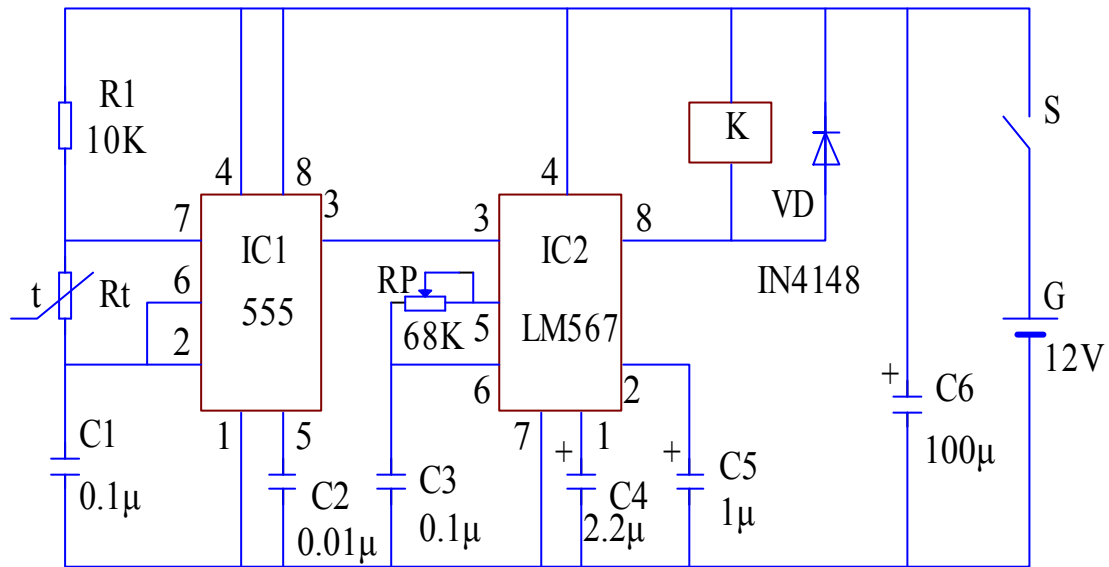 R1
10K
4
8
3
7
IC1
6
555
2
t
Rt
1
5
C1
0.1μ
C2
0.01μ
RP
68K
C3
0.1μ
4
3
8
IC2
5
LM567
6
2
7
1
+
C4
2.2μ
+
C5
1μ
K
VD
IN4148
+
C6
100μ
S
G
12V